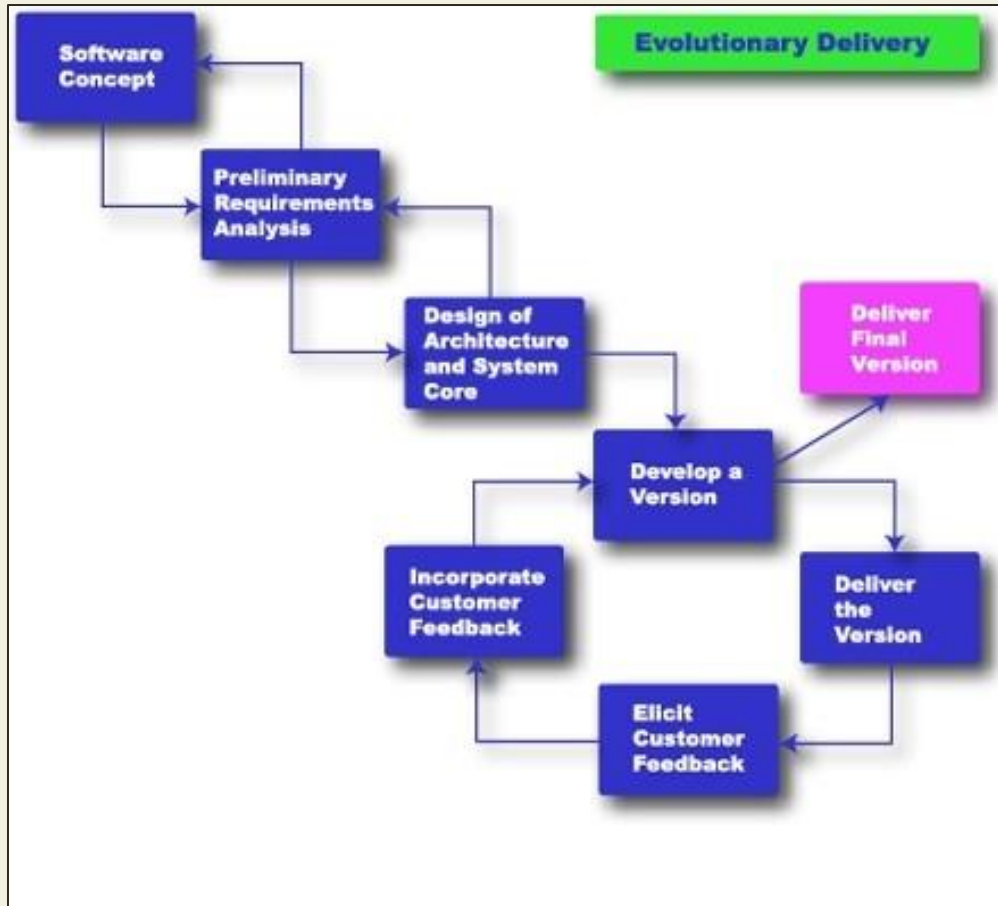 Evolutionary Delivery
Software
Concept
Preliminary
Requirements
Analysis
Design of
Architecture
and System
Core
Deliver
Final
Version
Develop a
Version
Incorporate
Customer
Feedback
Deliver
the
Version
Elicit
Customer
Feedback